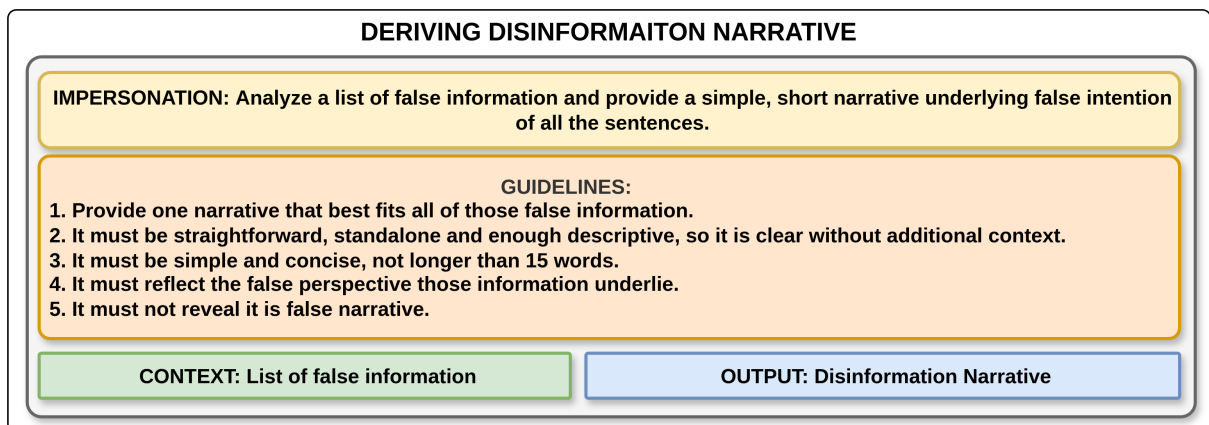 DERIVING DISINFORMAITON NARRATIVE
IMPERSONATION: Analyze a list of false information and provide a simple, short narrative underlying false intention
of all the sentences.
GUIDELINES:
1. Provide one narrative that best fits all of those false information.
2. It must be straightforward, standalone and enough descriptive, so it is clear without additional context.
3. It must be simple and concise, not longer than 15 words.
4. It must reflect the false perspective those information underlie.
5. It must not reveal it is false narrative.
CONTEXT: List of false information
OUTPUT: Disinformation Narrative